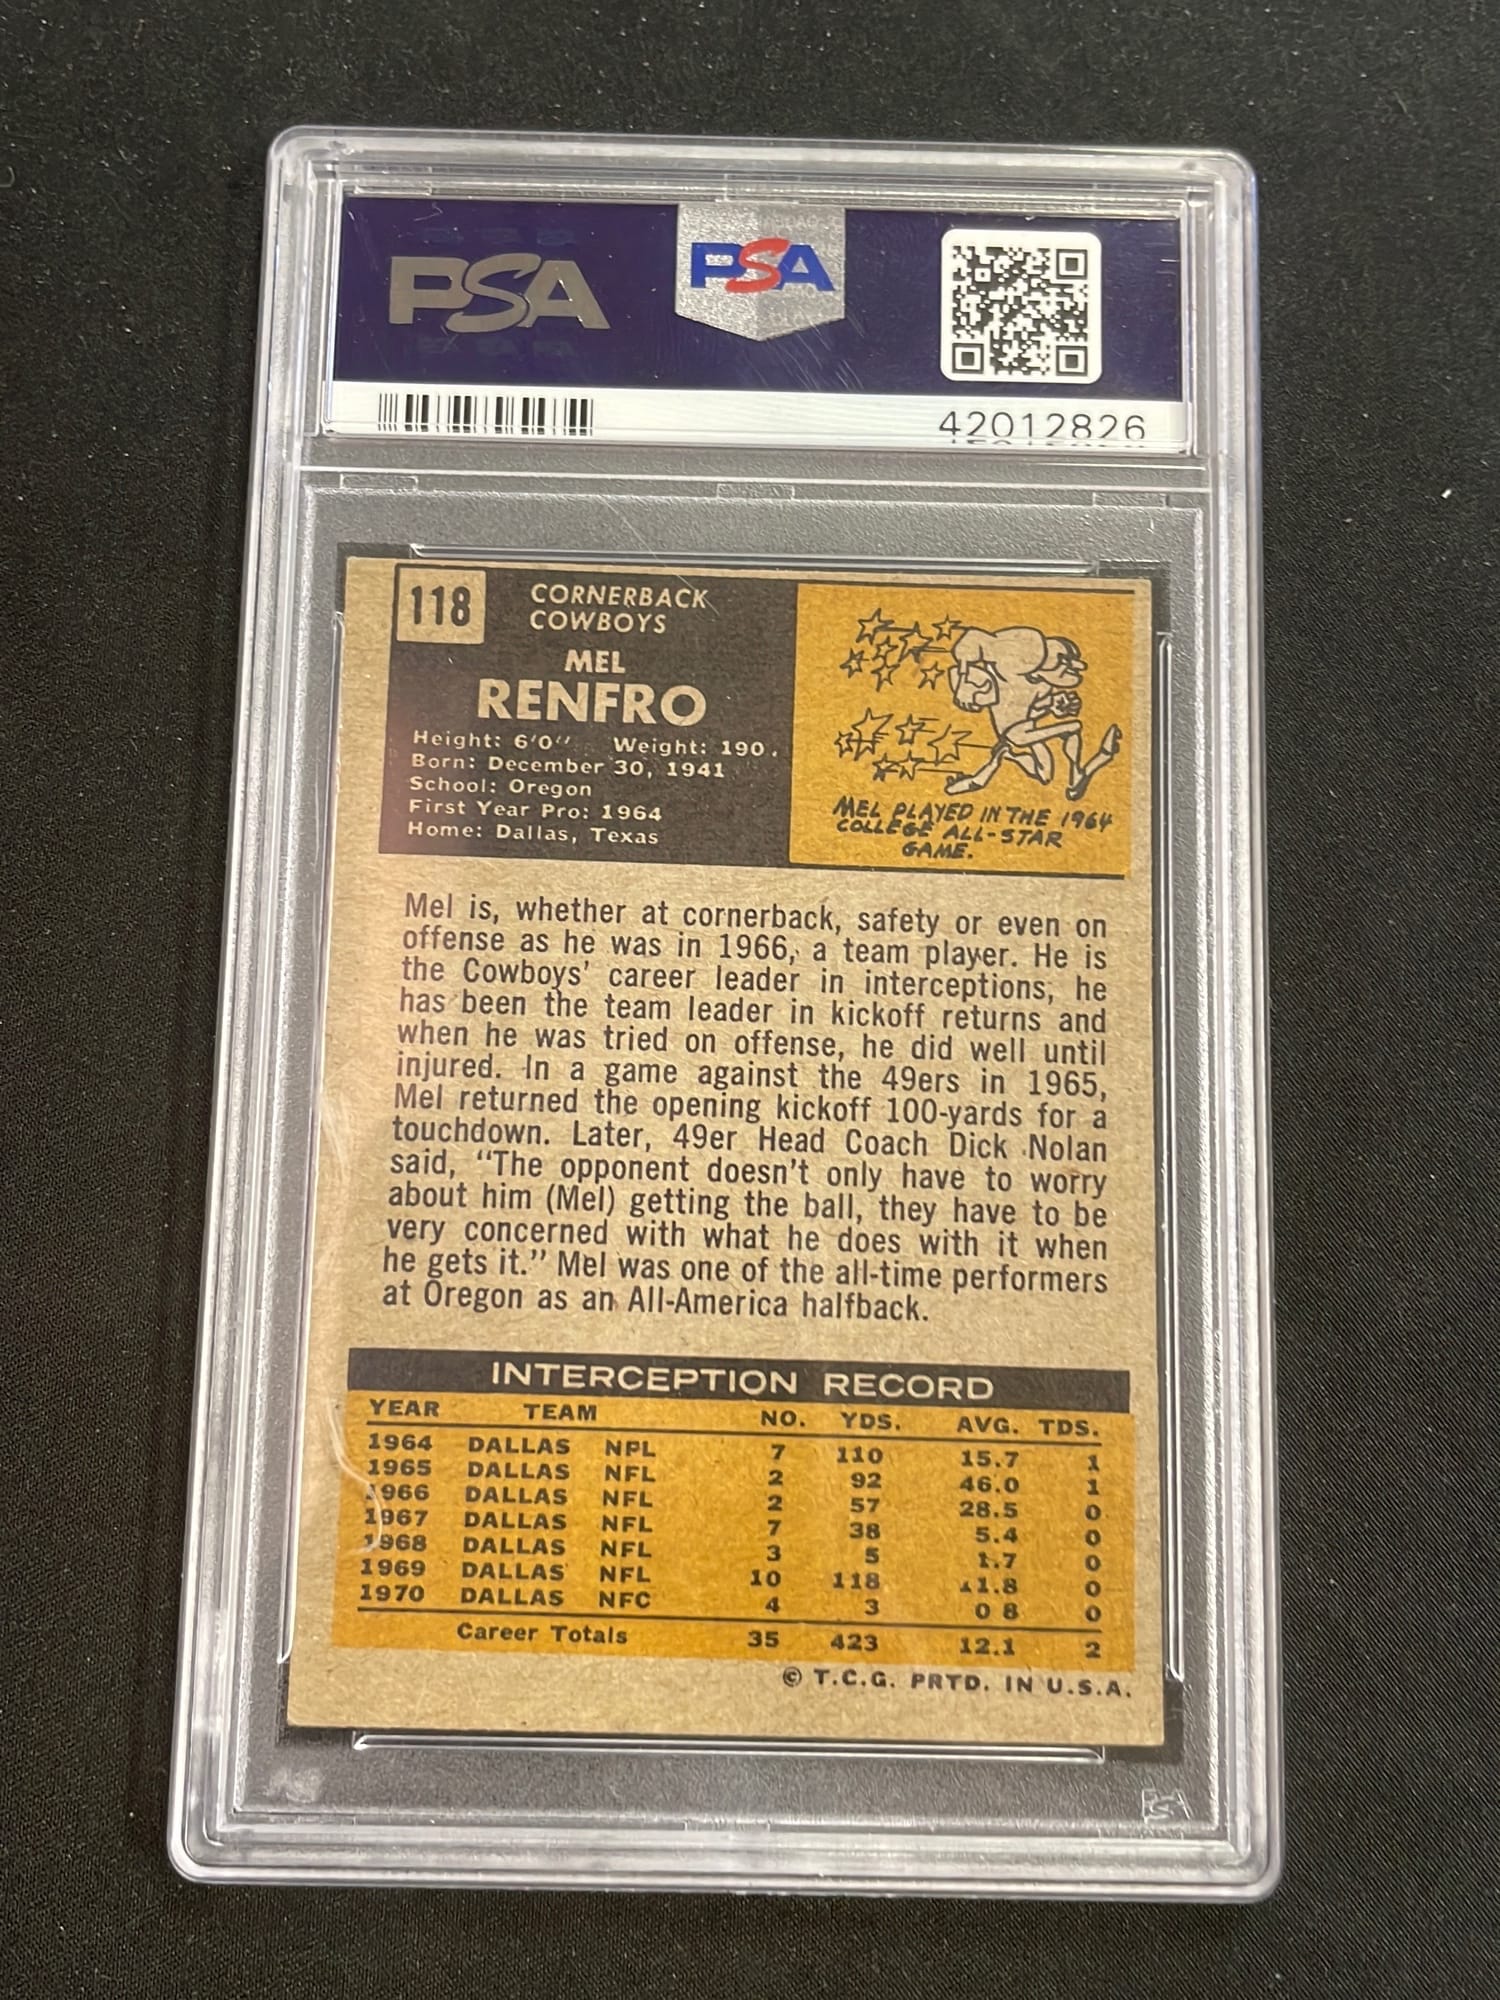 PSA
PSA
42012826
118
CORNERBACK
COWBOYS
MEL
RENFRO
Height: 6'0" Weight: 190.
Born: December 30, 1941
School: Oregon
First Year Pro: 1964
Home: Dallas, Texas
MEL PLAYED IN THE 1964
COLLEGE ALL-STAR
GAME.
Mel is, whether at cornerback, safety or even on
offense as he was in 1966, a team player. He is
the Cowboys' career leader in interceptions, he
has been the team leader in kickoff returns and
when he was tried on offense, he did well until
injured. In a game against the 49ers in 1965,
Mel returned the opening kickoff 100-yards for a
touchdown. Later, 49er Head Coach Dick Nolan
said, "The opponent doesn't only have to worry
about him (Mel) getting the ball, they have to be
very concerned with what he does with it when
he gets it." Mel was one of the all-time performers
at Oregon as an All-America halfback.
INTERCEPTION RECORD
YEAR TEAM NO. YDS. AVG. TDS.
1964 DALLAS NPL 7 110 15.7 1
1965 DALLAS NFL 2 92 46.0 1
1966 DALLAS NFL 2 57 28.5 0
1967 DALLAS NFL 7 38 5.4 0
1968 DALLAS NFL 3 5 1.7 0
1969 DALLAS NFL 10 118 11.8 0
1970 DALLAS NFC 4 3 0 8 0
Career Totals 35 423 12.1 2
© T.C.G. PRTD. IN U.S.A.
PSA